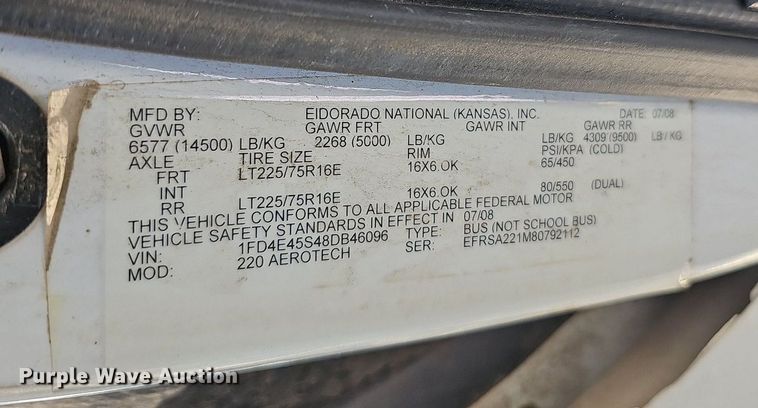 MFD BY: EIDORADO NATIONAL (KANSAS), INC. DATE: 07/08
GVWR GAWR FRT GAWR INT GAWR RR
6577 (14500) LB/KG 2268 (5000) LB/KG LB/KG 4309 (9500) LB / KG
AXLE TIRE SIZE RIM PSI/KPA (COLD)
FRT LT225/75R16E 16X6.0K 65/450
INT
RR LT225/75R16E 16X6.0K 80/550 (DUAL)
THIS VEHICLE CONFORMS TO ALL APPLICABLE FEDERAL MOTOR
VEHICLE SAFETY STANDARDS IN EFFECT IN 07/08
VIN: 1FD4E45S48DB46096 TYPE: BUS (NOT SCHOOL BUS)
MOD: 220 AEROTECH SER: EFRSA221M80792112
Purple Wave Auction